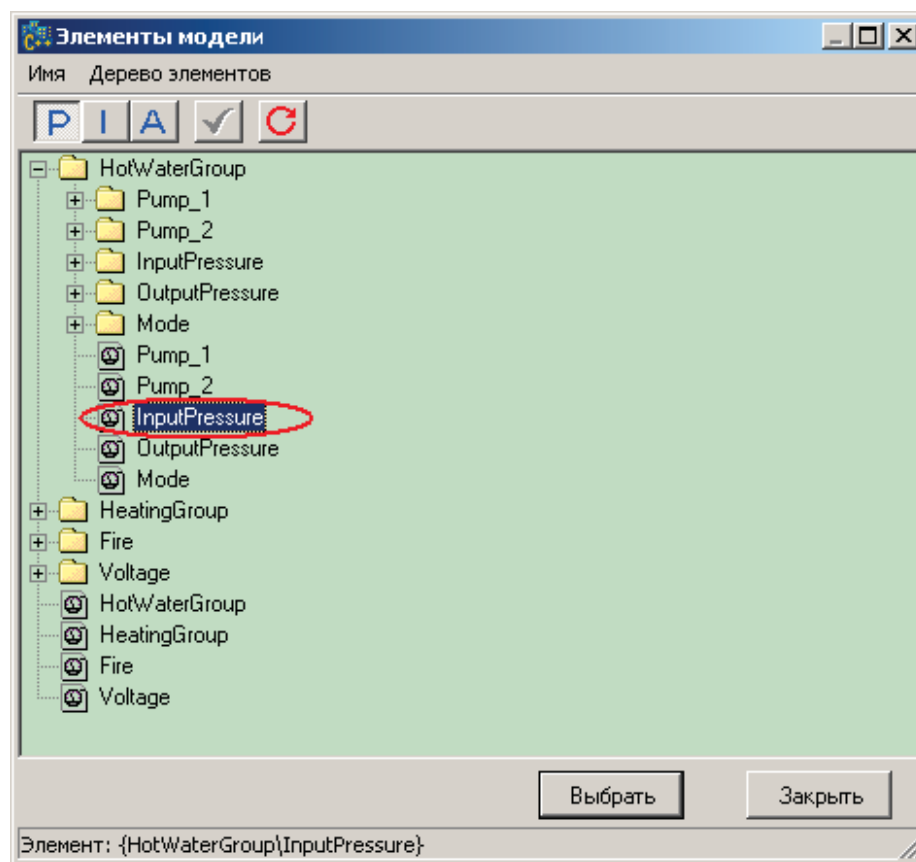 Элементы модели
Имя Дерево элементов
P I A
HotWaterGroup
Pump_1
Pump_2
InputPressure
OutputPressure
Mode
Pump_1
Pump_2
InputPressure
OutputPressure
Mode
HeatingGroup
Fire
Voltage
HotWaterGroup
HeatingGroup
Fire
Voltage
Выбрать Закрыть
Элемент: {HotWaterGroup\InputPressure}